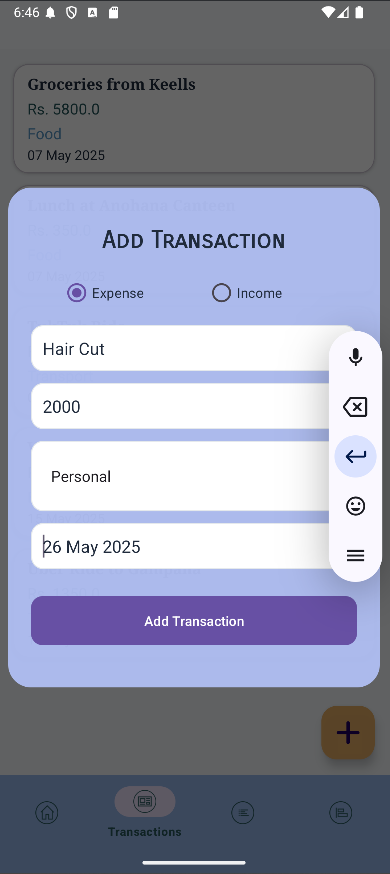 6:46
Groceries from Keells
Rs. 5800.0
Food
07 May 2025
Add Transaction
Expense Income
Hair Cut
2000
Personal
26 May 2025
Add Transaction
Transactions